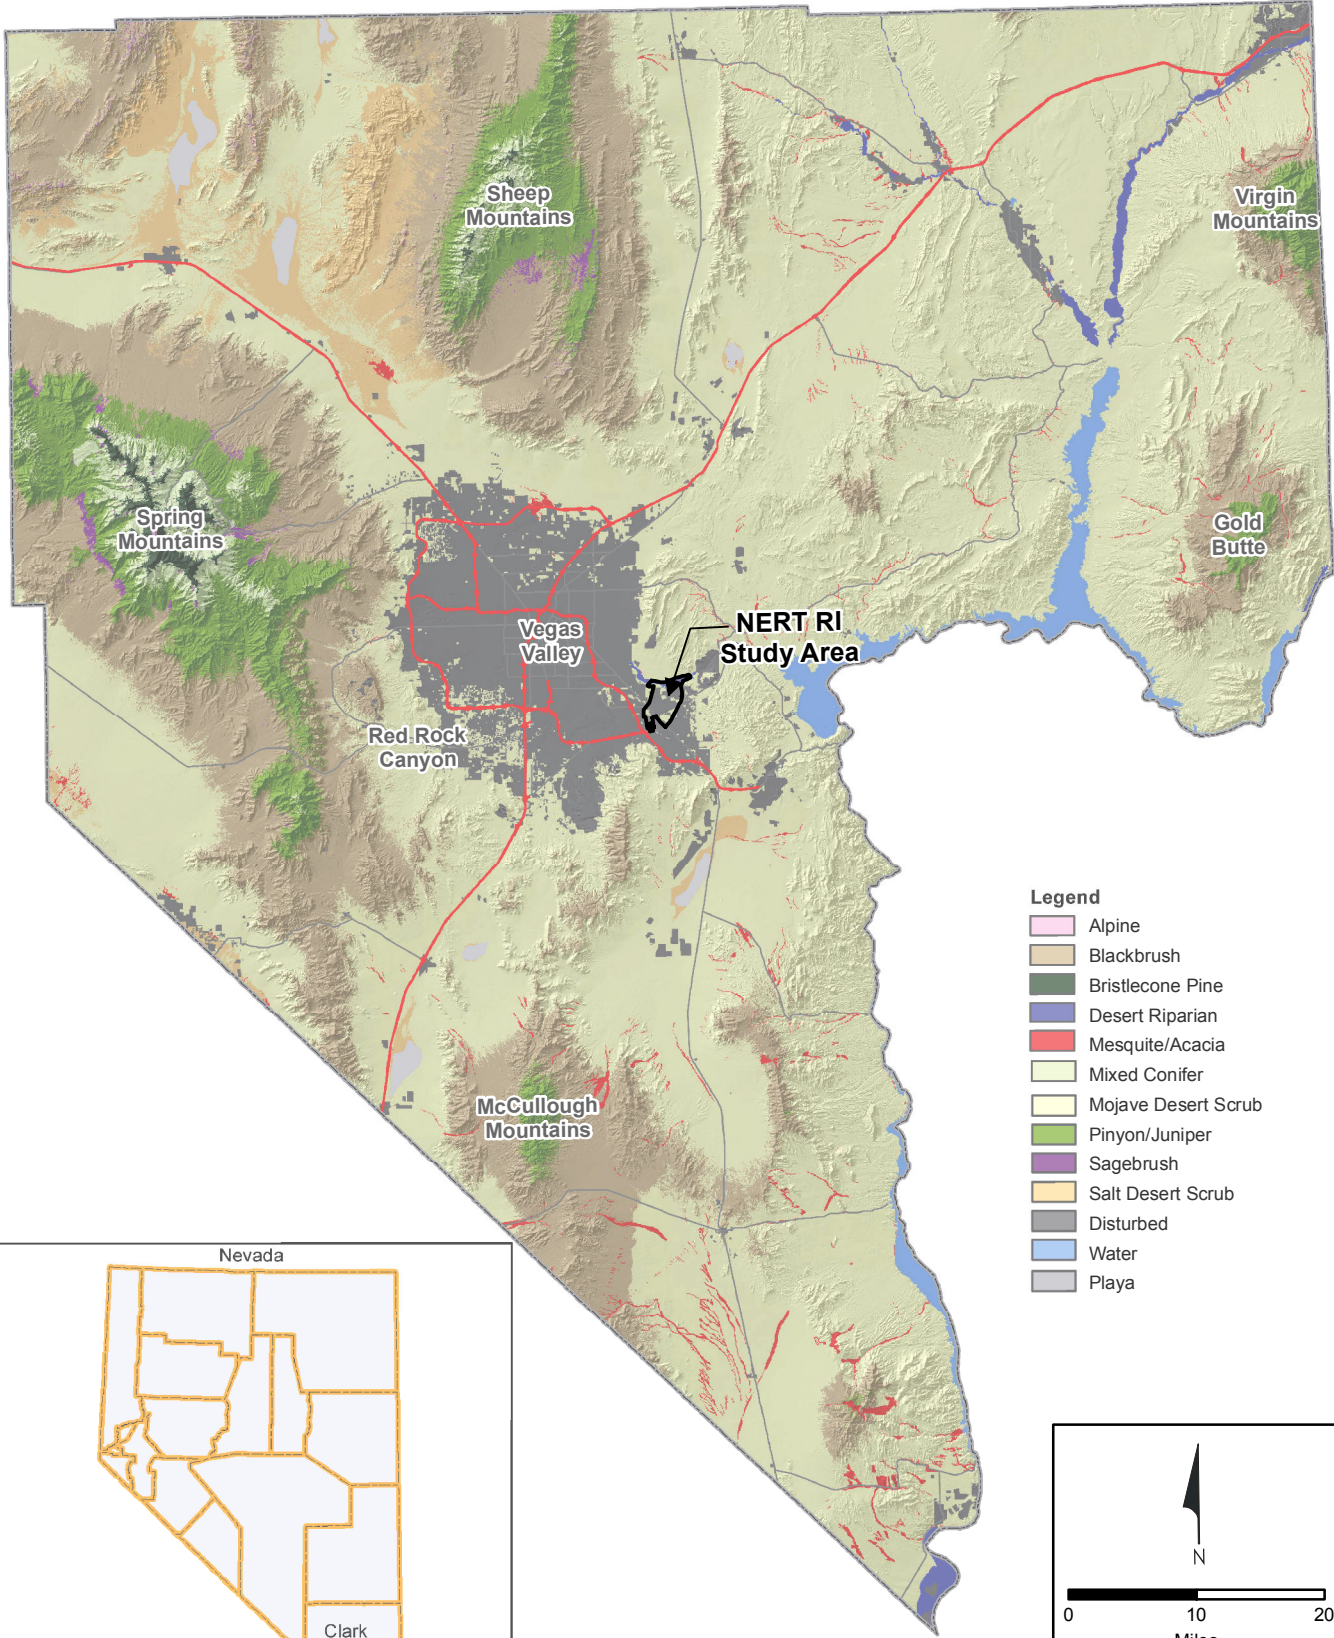 Sheep
Mountains
Virgin
Mountains
Spring
Mountains
Gold
Butte
NERT RI
Study Area
Vegas
Valley
Red Rock
Canyon
McCullough
Mountains
Legend
Alpine
Blackbrush
Bristlecone Pine
Desert Riparian
Mesquite/Acacia
Mixed Conifer
Mojave Desert Scrub
Pinyon/Juniper
Sagebrush
Salt Desert Scrub
Disturbed
Water
Playa
Nevada
Clark
N
0 10 20
Miles